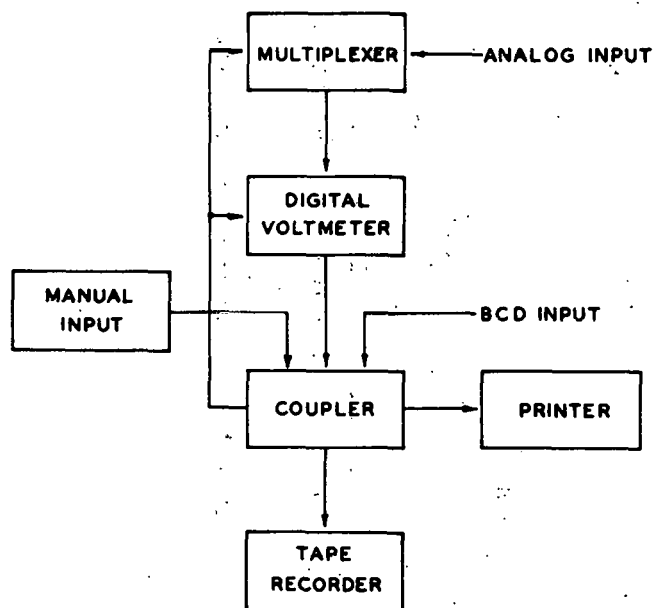 MULTIPLEXER
ANALOG INPUT
DIGITAL
VOLTMETER
MANUAL
INPUT
BCD INPUT
COUPLER
PRINTER
TAPE
RECORDER